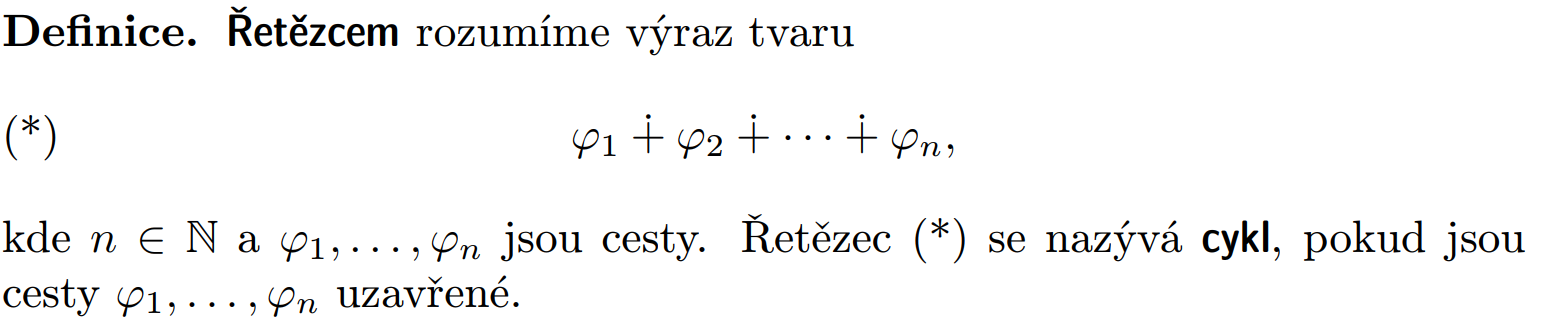 Definice. Řetězcem rozumíme výraz tvaru
(*) φ₁ ∔ φ₂ ∔ ⋯ ∔ φₙ,
kde n ∈ ℕ a φ₁, …, φₙ jsou cesty. Řetězec (*) se nazývá cykl, pokud jsou
cesty φ₁, …, φₙ uzavřené.